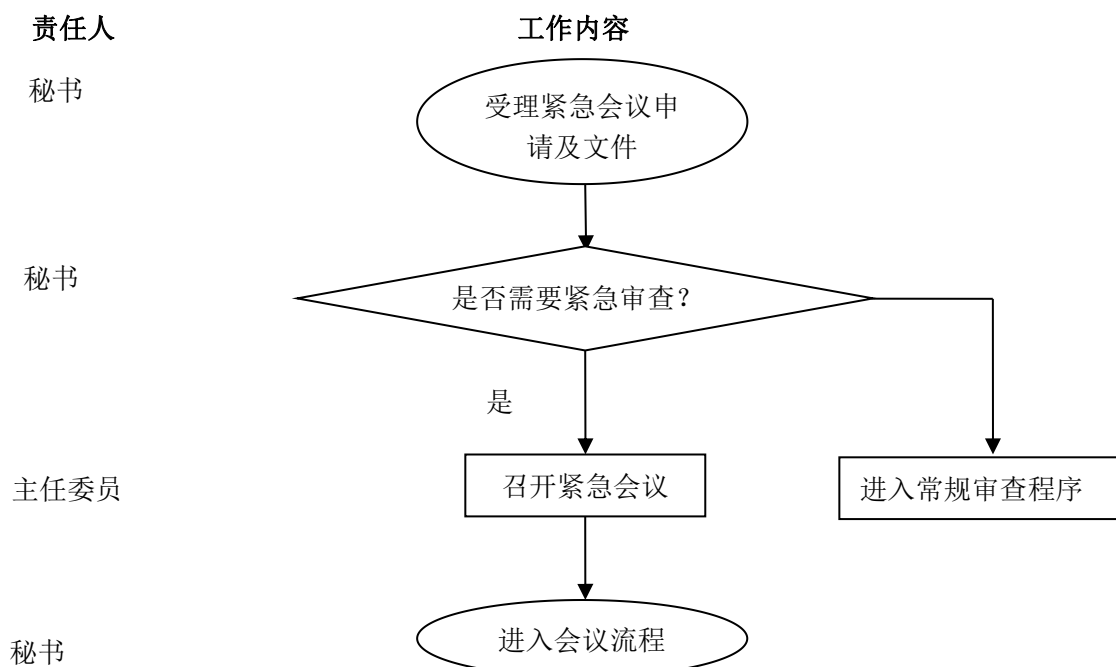 责任人 工作内容
秘书
受理紧急会议申
请及文件
秘书
是否需要紧急审查？
是
主任委员
召开紧急会议
进入常规审查程序
秘书
进入会议流程